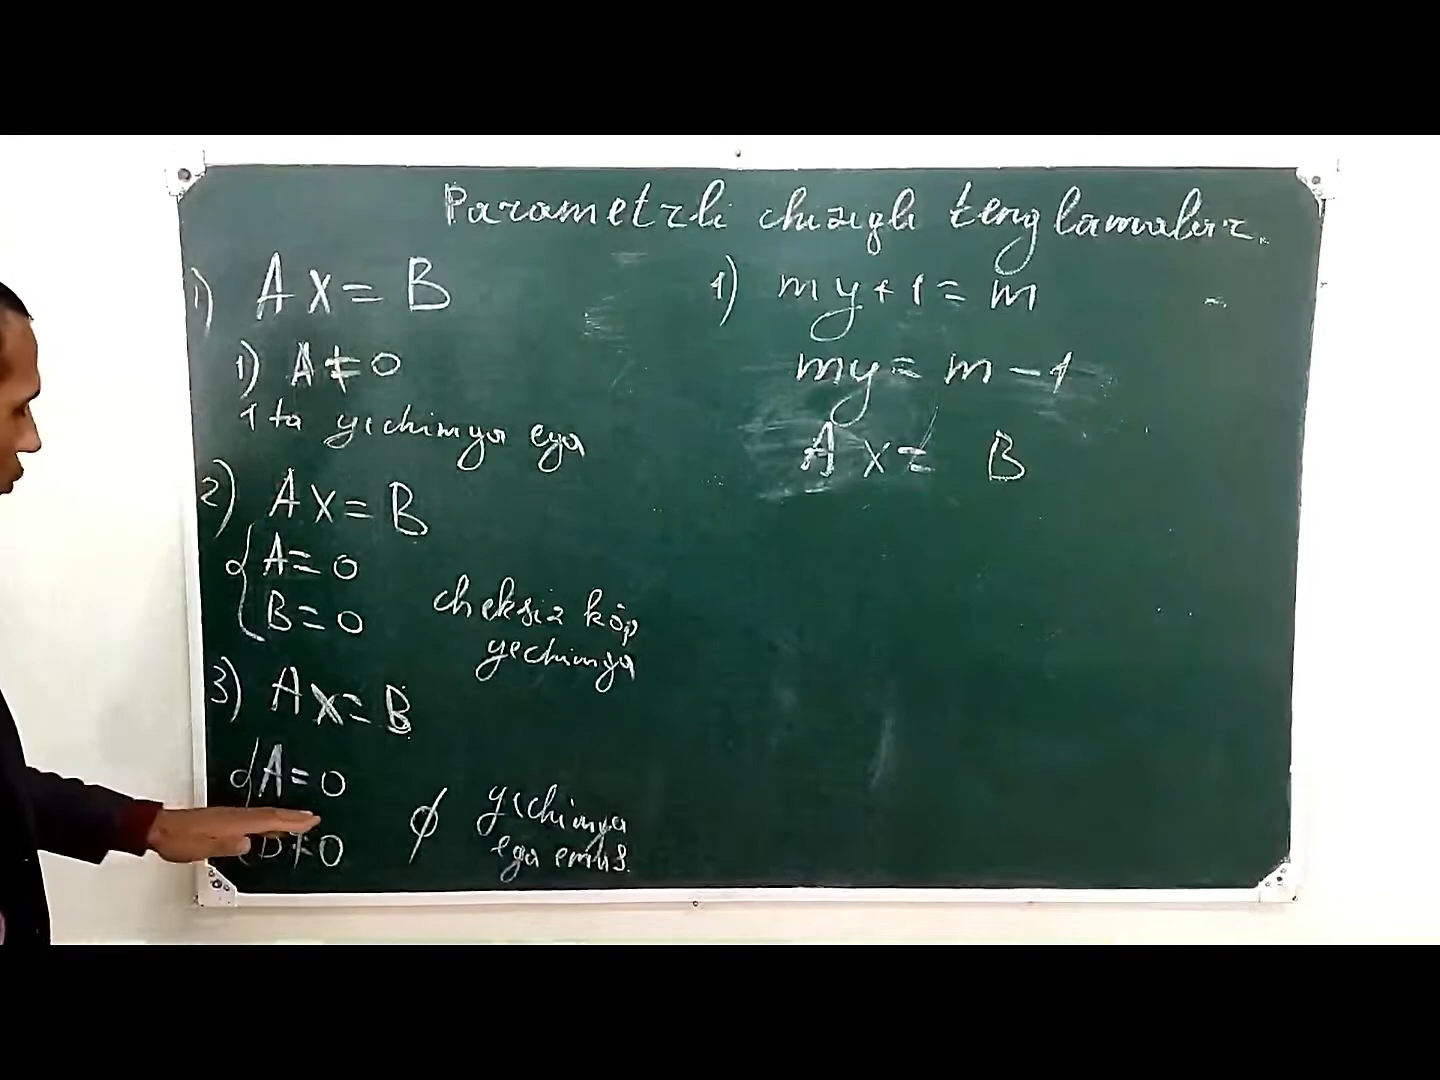 Parametrli chiziqli tenglamalar.
1) Ax = B
1) A ≠ 0
1 ta yechimga ega
2) Ax = B
{ A = 0
B = 0
cheksiz ko'p
yechimga
3) Ax = B
{ A = 0
B ≠ 0
ϕ yechimga
ega emas.
1) my + 1 = m
my = m - 1
Ax = B